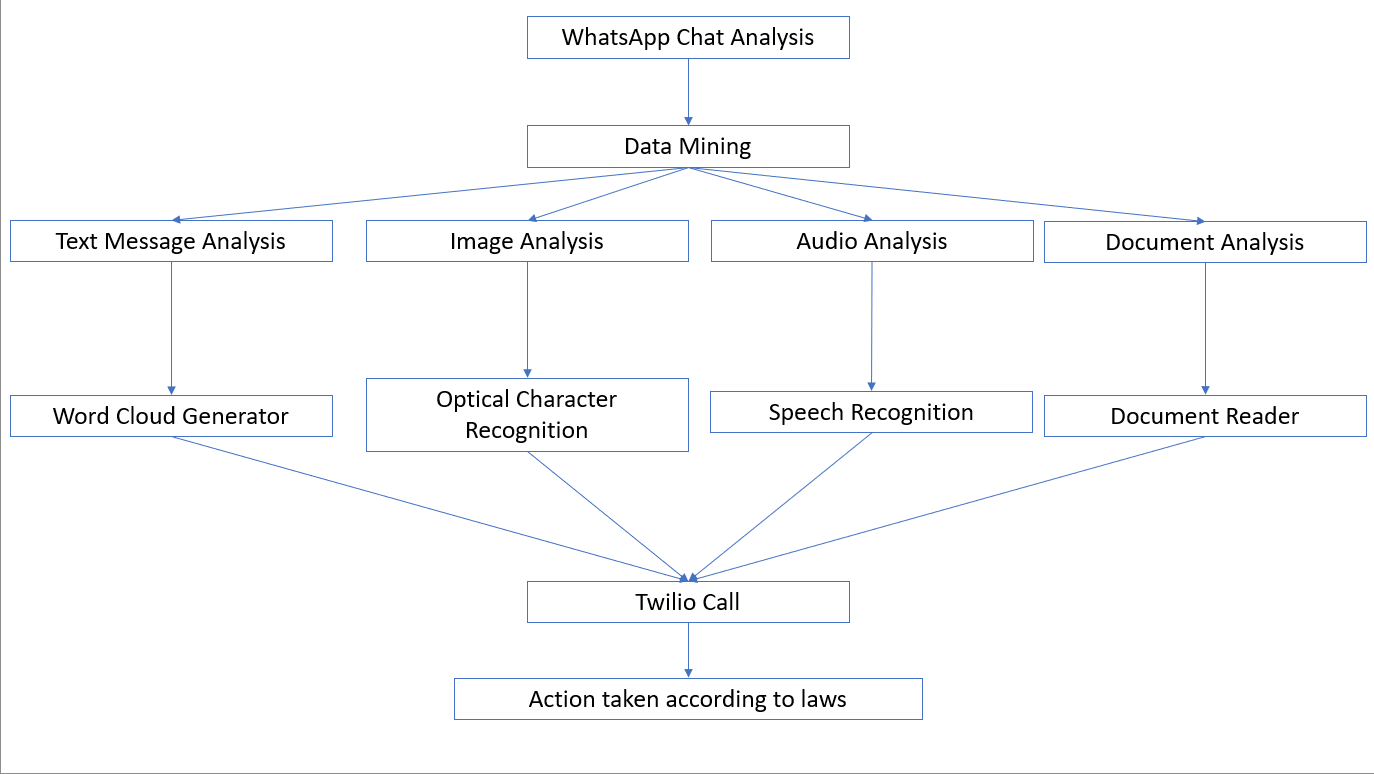 WhatsApp Chat Analysis
Data Mining
Text Message Analysis
Image Analysis
Audio Analysis
Document Analysis
Word Cloud Generator
Optical Character
Recognition
Speech Recognition
Document Reader
Twilio Call
Action taken according to laws